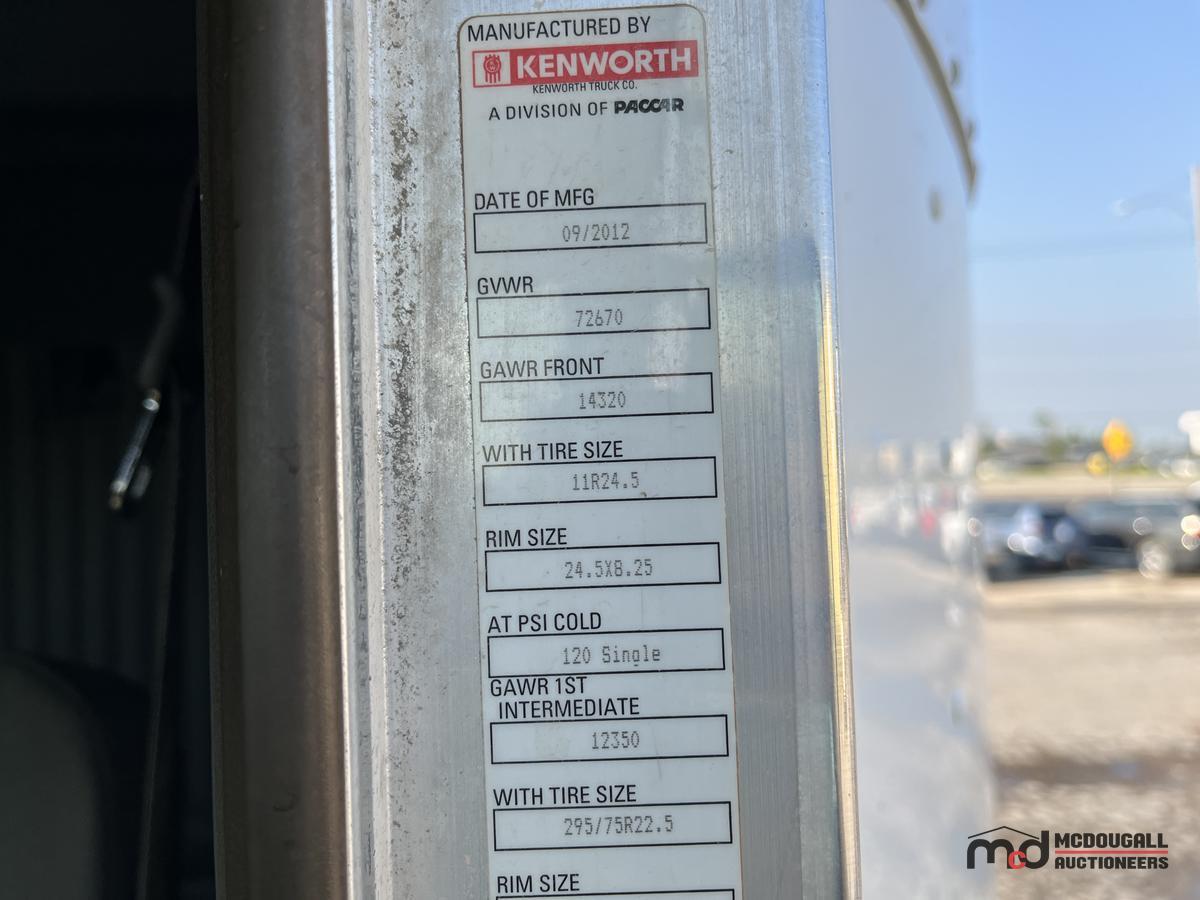 MANUFACTURED BY
KENWORTH
KENWORTH TRUCK CO.
A DIVISION OF PACCAR
DATE OF MFG
09/2012
GVWR
72670
GAWR FRONT
14320
WITH TIRE SIZE
11R24.5
RIM SIZE
24.5X8.25
AT PSI COLD
120 Single
GAWR 1ST
INTERMEDIATE
12350
WITH TIRE SIZE
295/75R22.5
RIM SIZE
mcd MCDOUGALL
AUCTIONEERS